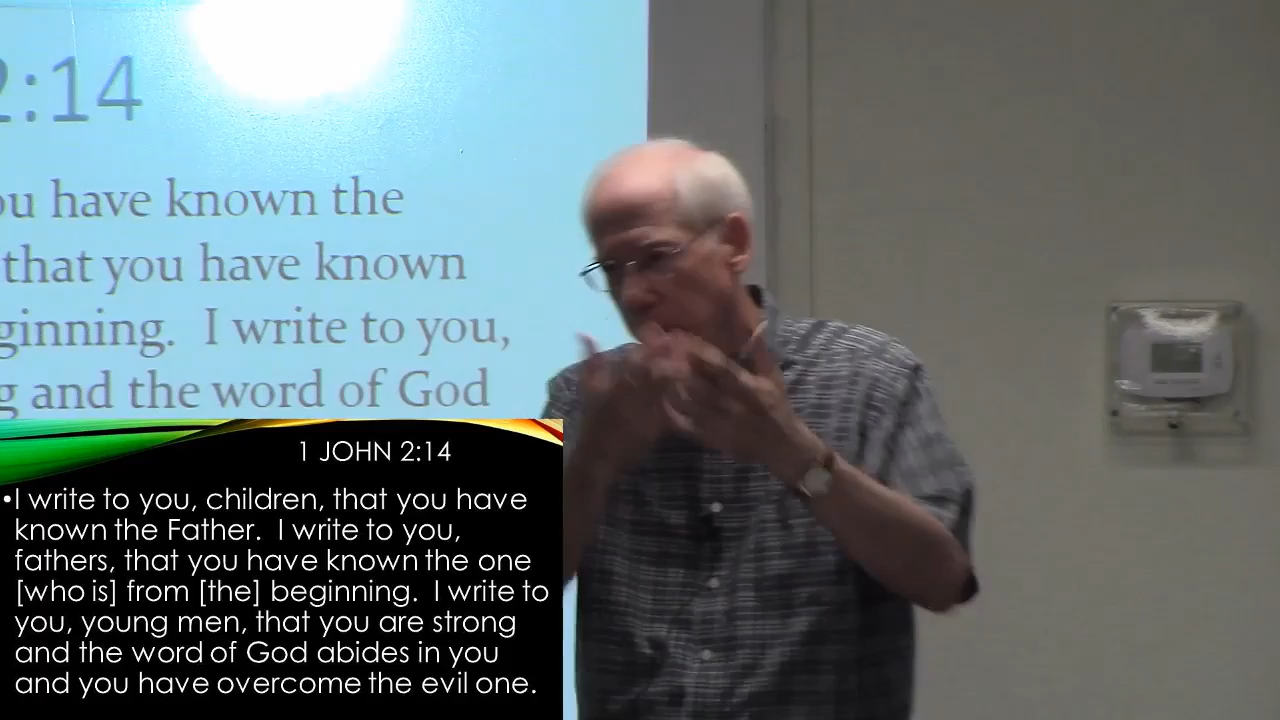 2:14
ou have known the
that you have known
ginning. I write to you,
g and the word of God
1 JOHN 2:14
•I write to you, children, that you have
known the Father. I write to you,
fathers, that you have known the one
[who is] from [the] beginning. I write to
you, young men, that you are strong
and the word of God abides in you
and you have overcome the evil one.